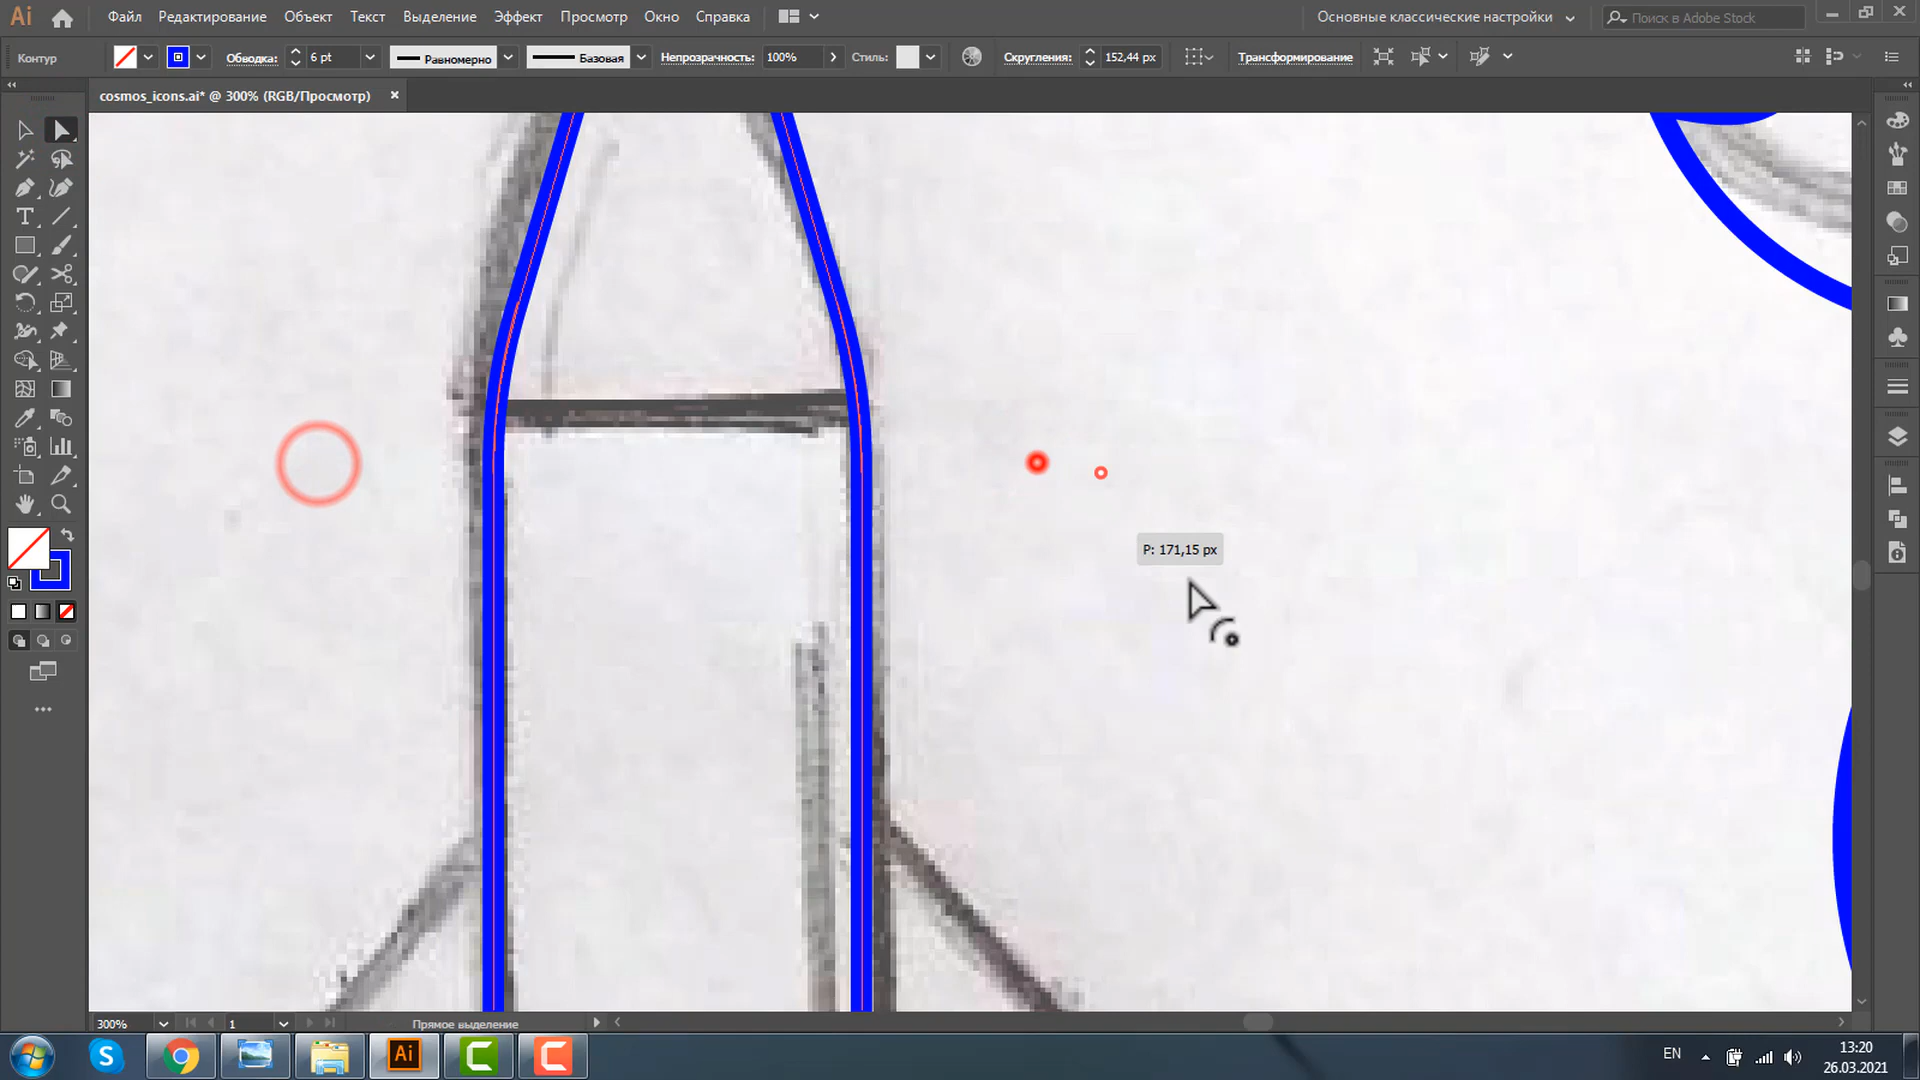 Ai Файл Редактирование Объект Текст Выделение Эффект Просмотр Окно Справка Основные классические настройки Поиск в Adobe Stock
Контур Обводка: 6 pt Равномерно Базовая Непрозрачность: 100% Стиль: Скругления: 152,44 px Трансформирование
cosmos_icons.ai* @ 300% (RGB/Просмотр)
P: 171,15 px
300% 1 Прямое выделение
Ai EN 13:20
26.03.2021